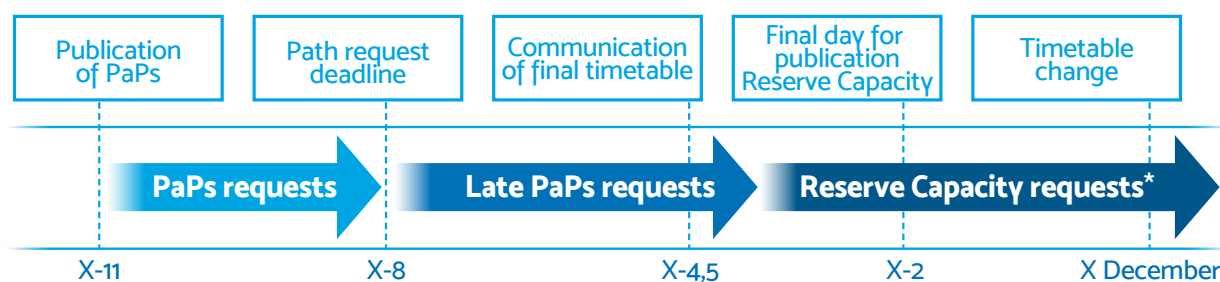 Publication
of PaPs
Path request
deadline
Communication
of final timetable
Final day for
publication
Reserve Capacity
Timetable
change
PaPs requests
Late PaPs requests
Reserve Capacity requests*
X-11
X-8
X-4,5
X-2
X December